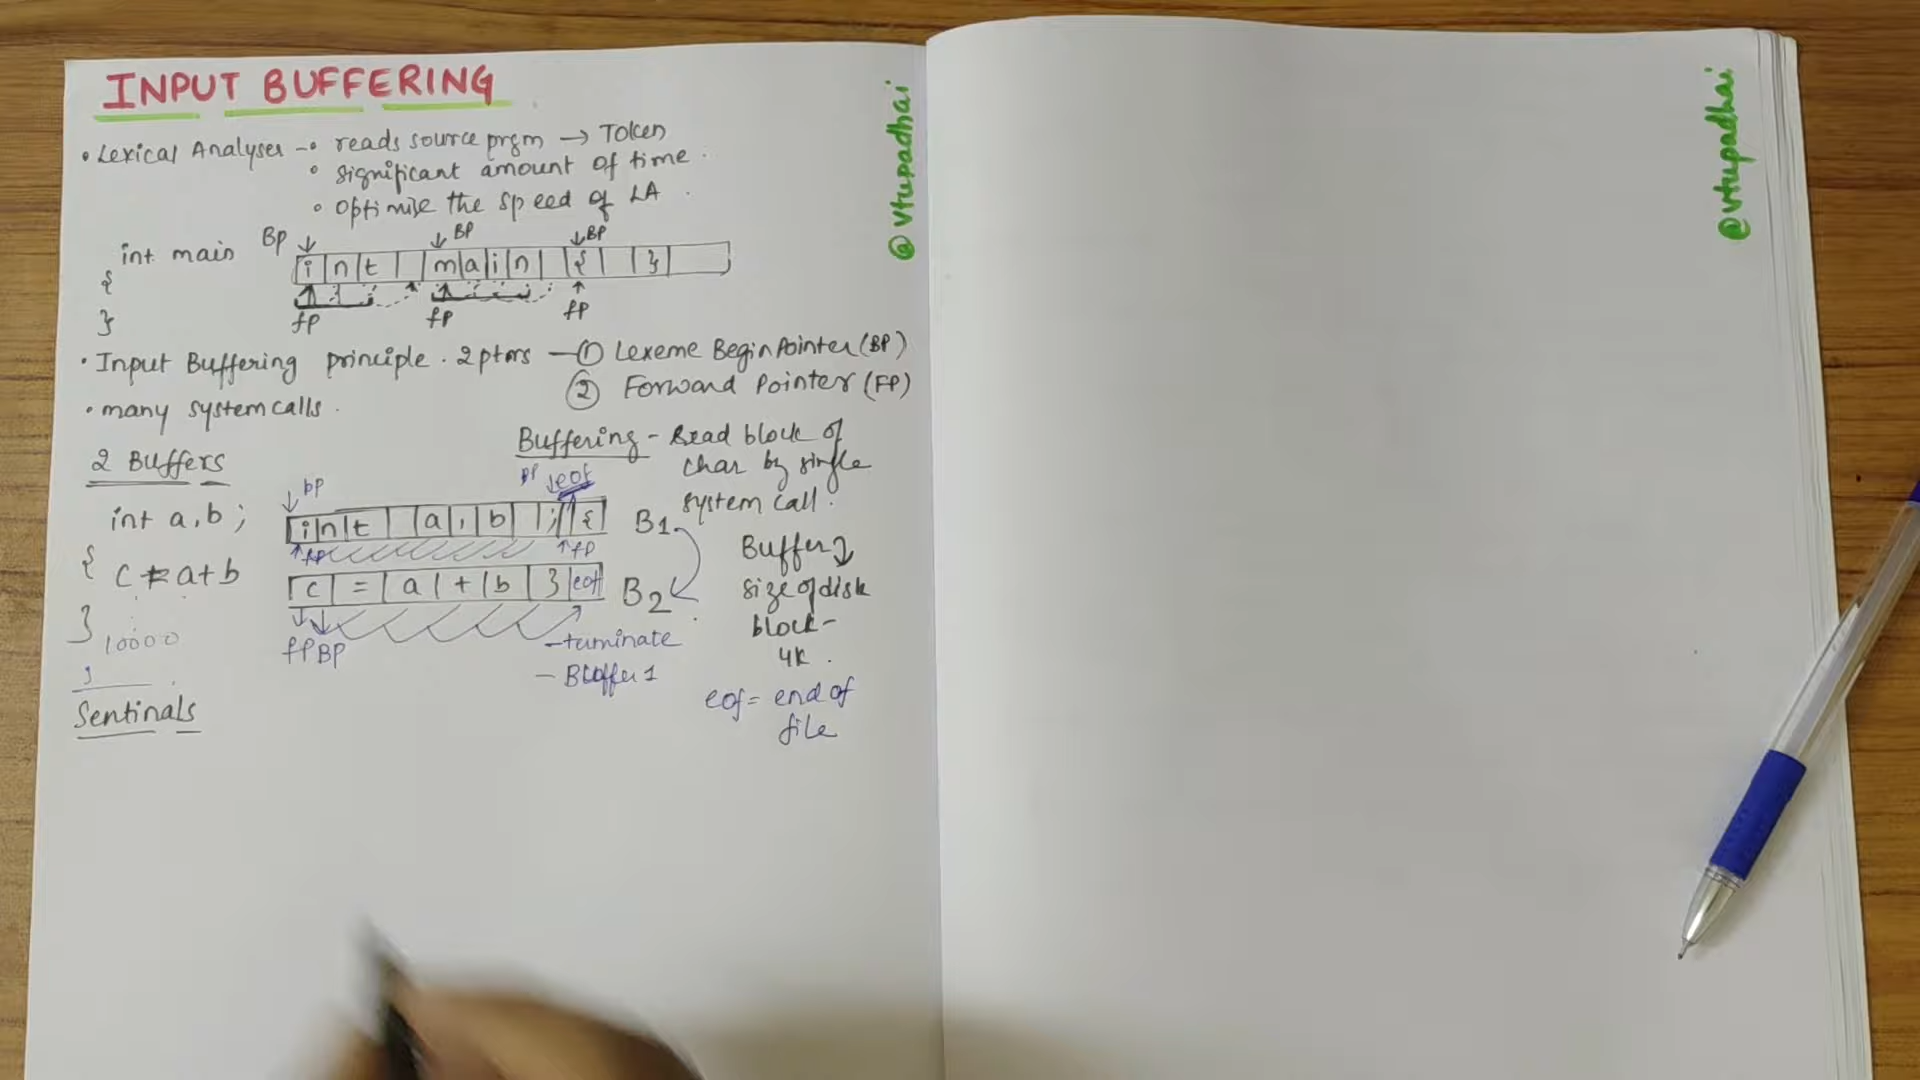 INPUT BUFFERING
• Lexical Analyser -• reads source prgm → Token
• significant amount of time.
• optimise the speed of LA.
int main
{
}
BP BP BP
i n t m a i n { }
fP fP fP
• Input Buffering principle. 2 ptrs — ① Lexeme Begin Pointer (BP)
② Forward Pointer (FP)
• many system calls.
Buffering - Read block of char by single system call.
2 Buffers
int a, b ;
{ c = a+b
}
10000
}
bp BP eof
i n t a , b ; { B1
fp fp
c = a + b } eof B2
fP BP
- terminate
- Buffer 1
Buffer
size of disk
block-
4K.
eof = end of
file
Sentinals
@vtupadhai
@vtupadhai